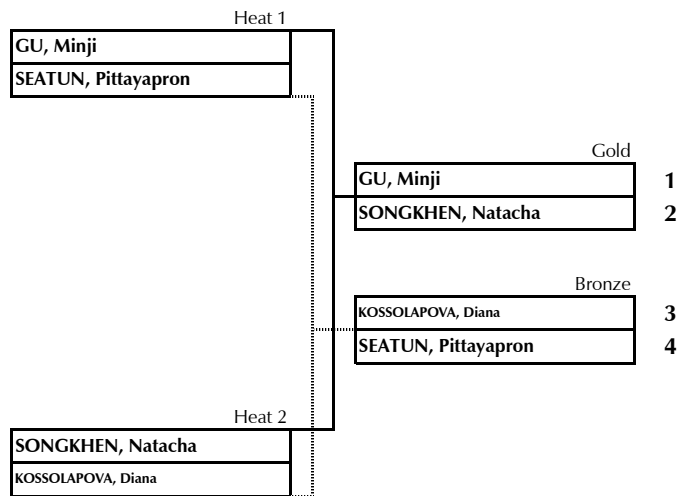 Heat 1
GU, Minji
SEATUN, Pittayapron
Gold
GU, Minji 1
SONGKHEN, Natacha 2
Bronze
KOSSOLAPOVA, Diana 3
SEATUN, Pittayapron 4
Heat 2
SONGKHEN, Natacha
KOSSOLAPOVA, Diana